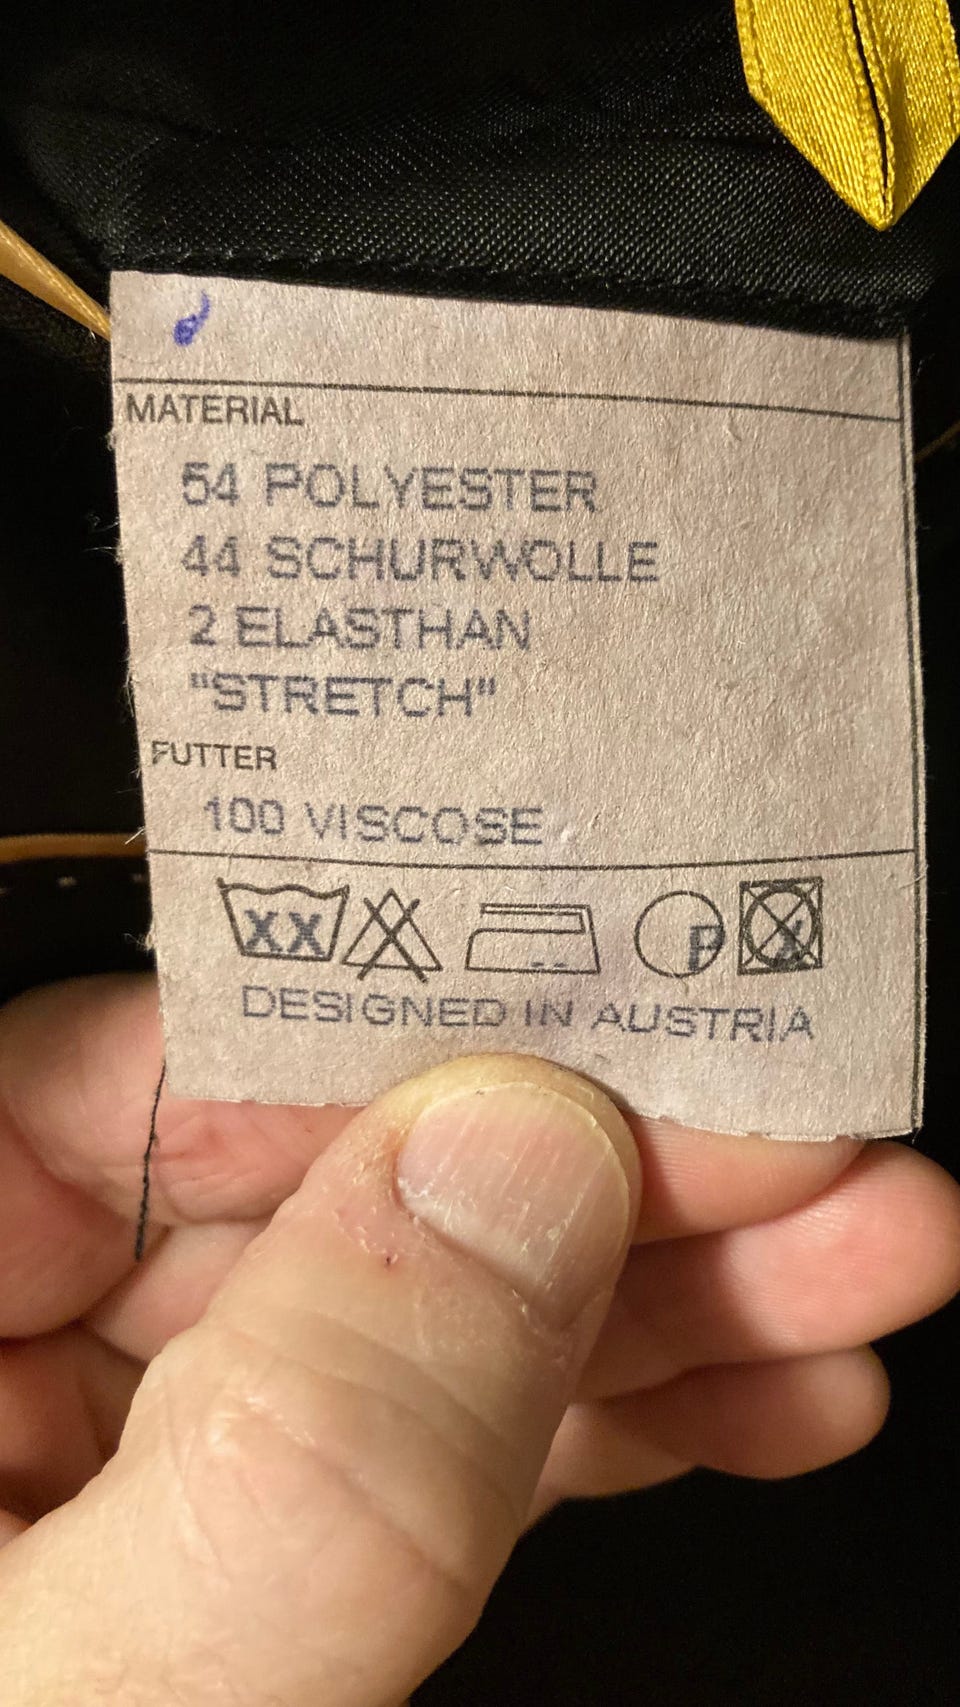 MATERIAL
54 POLYESTER
44 SCHURWOLLE
2 ELASTHAN
"STRETCH"
FUTTER
100 VISCOSE
XX P X
DESIGNED IN AUSTRIA